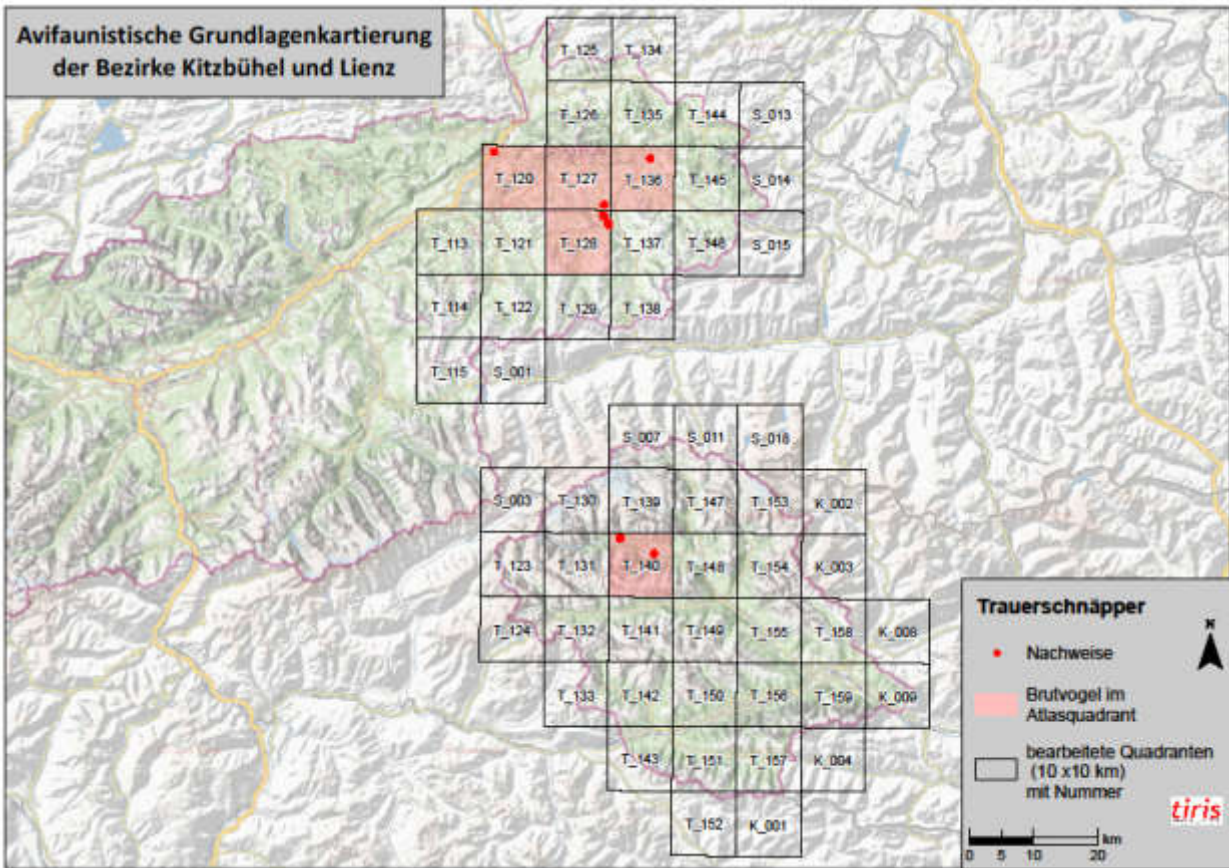 Avifaunistische Grundlagenkartierung
der Bezirke Kitzbühel und Lienz
T_125 T_134
T_126 T_135 T_144 S_013
T_120 T_127 T_136 T_145 S_014
T_113 T_121 T_128 T_137 T_146 S_015
T_114 T_122 T_129 T_138
T_115 S_001
S_007 S_011 S_016
S_003 T_130 T_139 T_147 T_153 K_002
T_123 T_131 T_140 T_148 T_154 K_003
T_124 T_132 T_141 T_149 T_155 T_158 K_008
T_133 T_142 T_150 T_156 T_159 K_009
T_143 T_151 T_157 K_004
T_152 K_001
Trauerschnäpper
N
Nachweise
Brutvogel im
Atlasquadrant
bearbeitete Quadranten
(10 x10 km)
mit Nummer
tiris
km
0 5 10 20